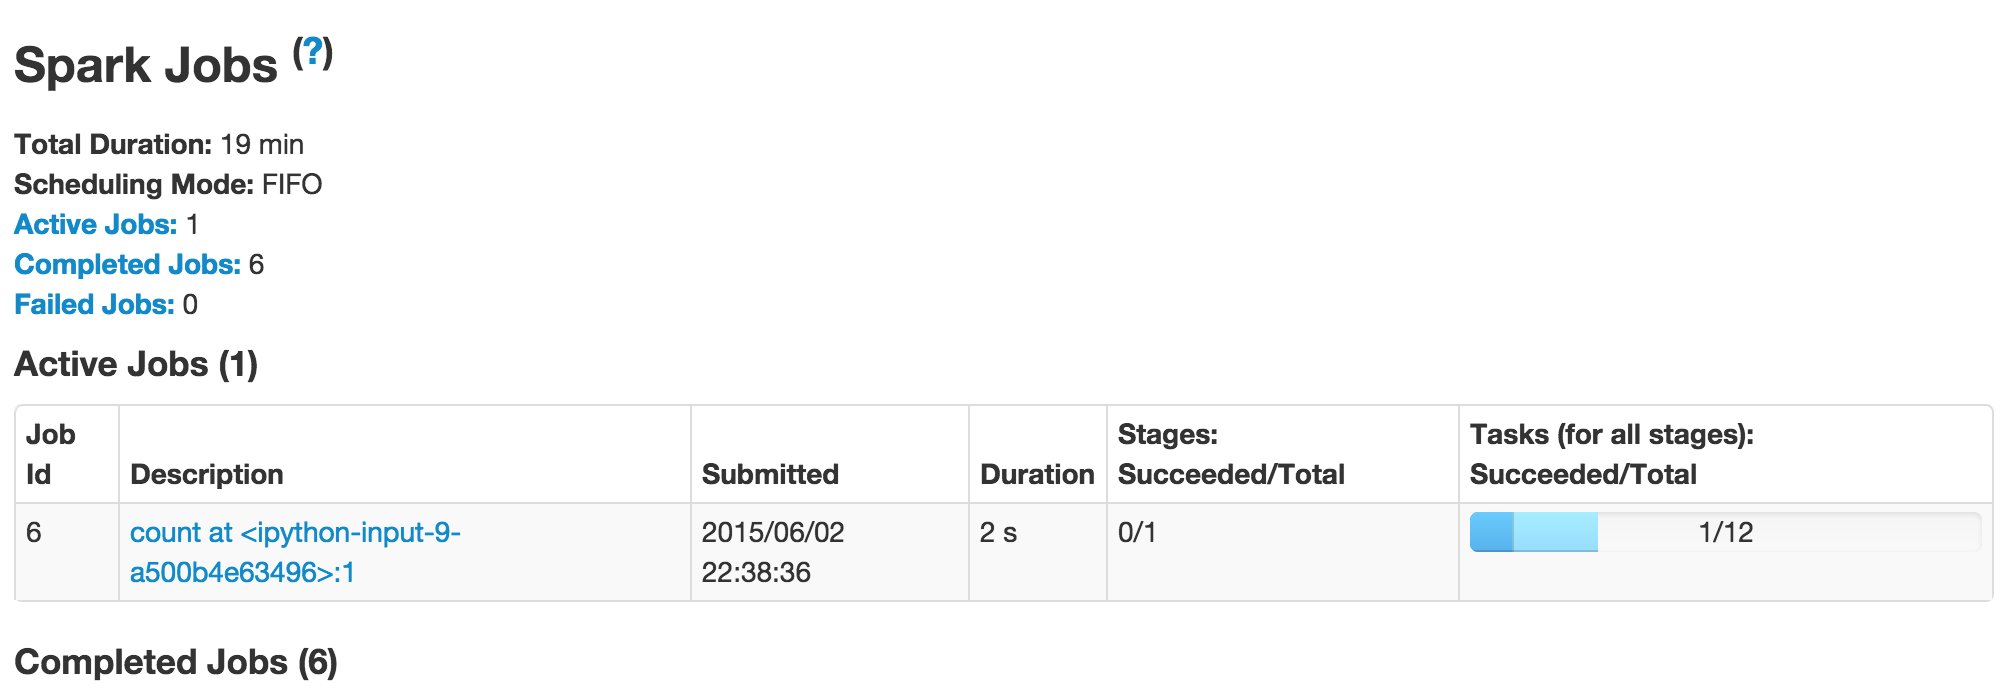 Spark Jobs (?)
Total Duration: 19 min
Scheduling Mode: FIFO
Active Jobs: 1
Completed Jobs: 6
Failed Jobs: 0
Active Jobs (1)
Job Id
Description
Submitted
Duration
Stages: Succeeded/Total
Tasks (for all stages): Succeeded/Total
6
count at <ipython-input-9-
a500b4e63496>:1
2015/06/02
22:38:36
2 s
0/1
1/12
Completed Jobs (6)